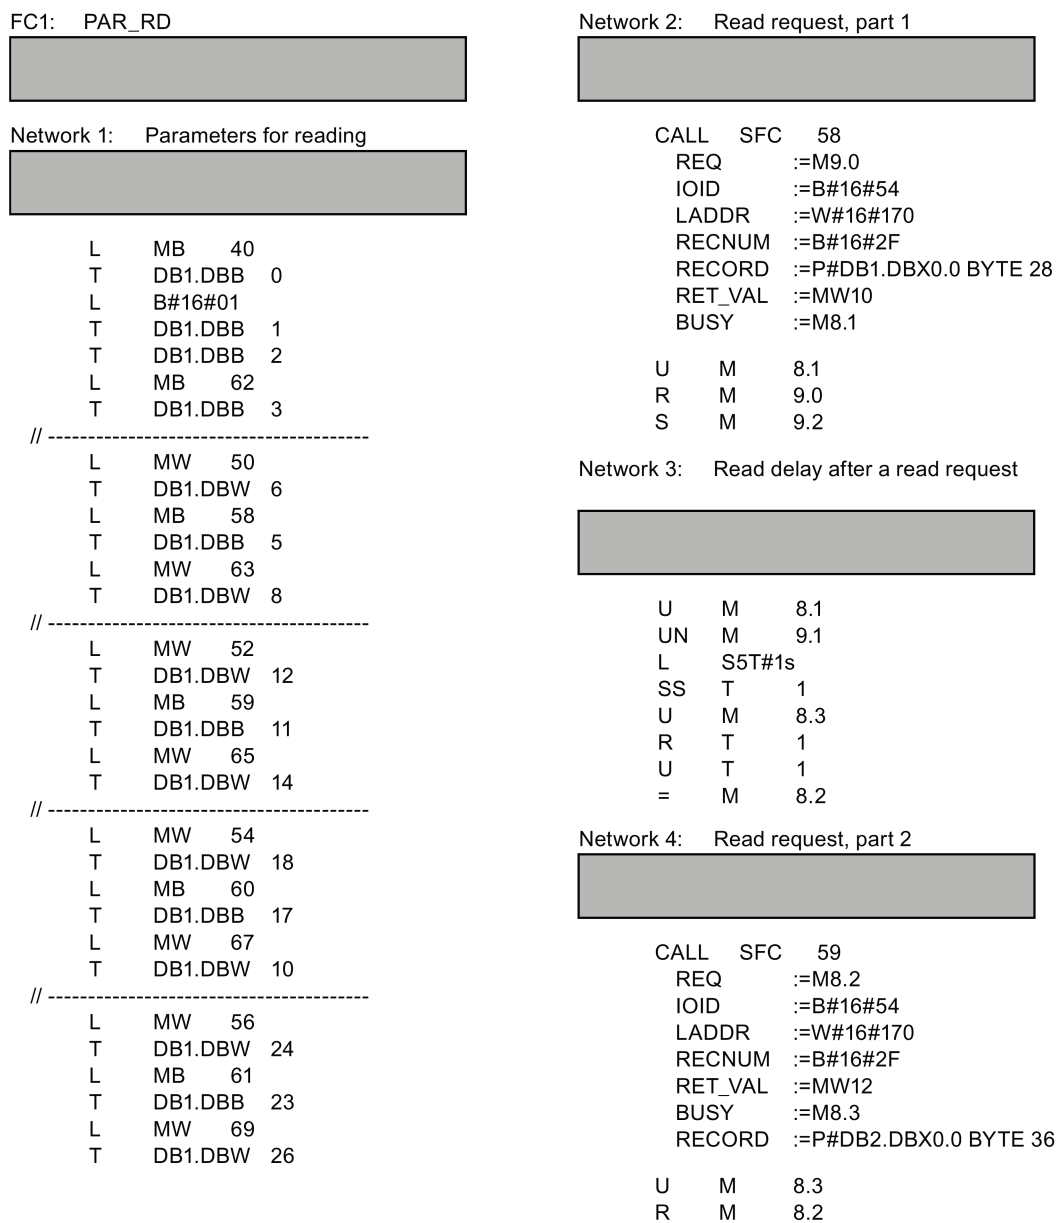 FC1: PAR_RD
Network 1: Parameters for reading
L MB 40
T DB1.DBB 0
L B#16#01
T DB1.DBB 1
T DB1.DBB 2
L MB 62
T DB1.DBB 3
// ----------------------------------------
L MW 50
T DB1.DBW 6
L MB 58
T DB1.DBB 5
L MW 63
T DB1.DBW 8
// ----------------------------------------
L MW 52
T DB1.DBW 12
L MB 59
T DB1.DBB 11
L MW 65
T DB1.DBW 14
// ----------------------------------------
L MW 54
T DB1.DBW 18
L MB 60
T DB1.DBB 17
L MW 67
T DB1.DBW 10
// ----------------------------------------
L MW 56
T DB1.DBW 24
L MB 61
T DB1.DBB 23
L MW 69
T DB1.DBW 26
Network 2: Read request, part 1
CALL SFC 58
REQ :=M9.0
IOID :=B#16#54
LADDR :=W#16#170
RECNUM :=B#16#2F
RECORD :=P#DB1.DBX0.0 BYTE 28
RET_VAL :=MW10
BUSY :=M8.1
U M 8.1
R M 9.0
S M 9.2
Network 3: Read delay after a read request
U M 8.1
UN M 9.1
L S5T#1s
SS T 1
U M 8.3
R T 1
U T 1
= M 8.2
Network 4: Read request, part 2
CALL SFC 59
REQ :=M8.2
IOID :=B#16#54
LADDR :=W#16#170
RECNUM :=B#16#2F
RET_VAL :=MW12
BUSY :=M8.3
RECORD :=P#DB2.DBX0.0 BYTE 36
U M 8.3
R M 8.2